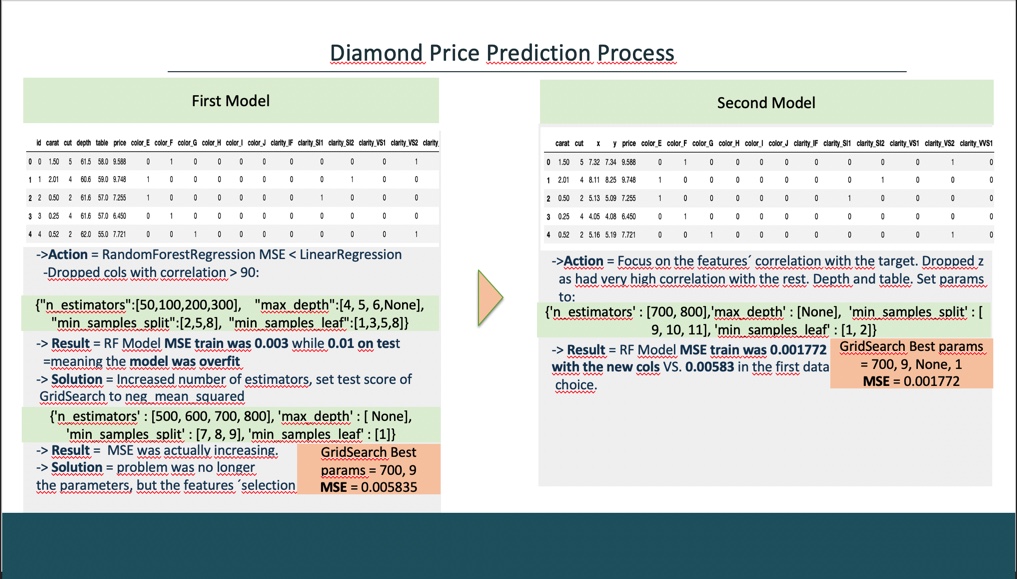 Diamond Price Prediction Process
First Model
id carat cut depth table price color_E color_F color_G color_H color_I color_J clarity_IF clarity_SI1 clarity_SI2 clarity_VS1 clarity_VS2 clarity_
0 0 1.50 5 61.5 58.0 9.588 0 1 0 0 0 0 0 0 0 0 1
1 1 2.01 4 60.6 59.0 9.748 1 0 0 0 0 0 0 0 1 0 0
2 2 0.50 2 61.6 57.0 7.255 1 0 0 0 0 0 0 1 0 0 0
3 3 0.25 4 61.6 57.0 6.450 0 1 0 0 0 0 0 0 0 0 0
4 4 0.52 2 62.0 55.0 7.721 0 0 1 0 0 0 0 0 0 0 1
->Action = RandomForestRegression MSE < LinearRegression
-Dropped cols with correlation > 90:
{"n_estimators":[50,100,200,300], "max_depth":[4, 5, 6,None],
"min_samples_split":[2,5,8], "min_samples_leaf":[1,3,5,8]}
-> Result = RF Model MSE train was 0.003 while 0.01 on test
=meaning the model was overfit
-> Solution = Increased number of estimators, set test score of
GridSearch to neg_mean_squared
{'n_estimators' : [500, 600, 700, 800], 'max_depth' : [ None],
'min_samples_split' : [7, 8, 9], 'min_samples_leaf' : [1]}
-> Result = MSE was actually increasing.
-> Solution = problem was no longer
the parameters, but the features ´selection
GridSearch Best
params = 700, 9
MSE = 0.005835
Second Model
carat cut x y price color_E color_F color_G color_H color_I color_J clarity_IF clarity_SI1 clarity_SI2 clarity_VS1 clarity_VS2 clarity_VVS1
0 1.50 5 7.32 7.34 9.588 0 1 0 0 0 0 0 0 0 0 1 0
1 2.01 4 8.11 8.25 9.748 1 0 0 0 0 0 0 0 1 0 0 0
2 0.50 2 5.13 5.09 7.255 1 0 0 0 0 0 0 1 0 0 0 0
3 0.25 4 4.05 4.08 6.450 0 1 0 0 0 0 0 0 0 0 0 0
4 0.52 2 5.16 5.19 7.721 0 0 1 0 0 0 0 0 0 0 1 0
->Action = Focus on the features´ correlation with the target. Dropped z
as had very high correlation with the rest. Depth and table. Set params
to:
{'n_estimators' : [700, 800],'max_depth' : [None], 'min_samples_split' : [
9, 10, 11], 'min_samples_leaf' : [1, 2]}
-> Result = RF Model MSE train was 0.001772
with the new cols VS. 0.00583 in the first data
choice.
GridSearch Best params
= 700, 9, None, 1
MSE = 0.001772